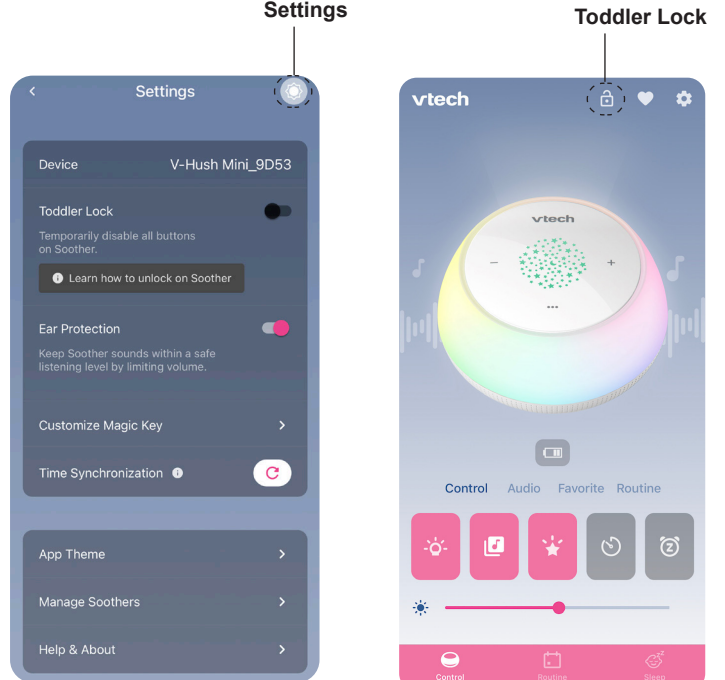 Settings
Toddler Lock
Settings
Device V-Hush Mini_9D53
Toddler Lock
Temporarily disable all buttons
on Soother.
Learn how to unlock on Soother
Ear Protection
Keep Soother sounds within a safe
listening level by limiting volume.
Customize Magic Key
Time Synchronization
App Theme
Manage Soothers
Help & About
vtech
vtech
Control Audio Favorite Routine
Control Routine Sleep